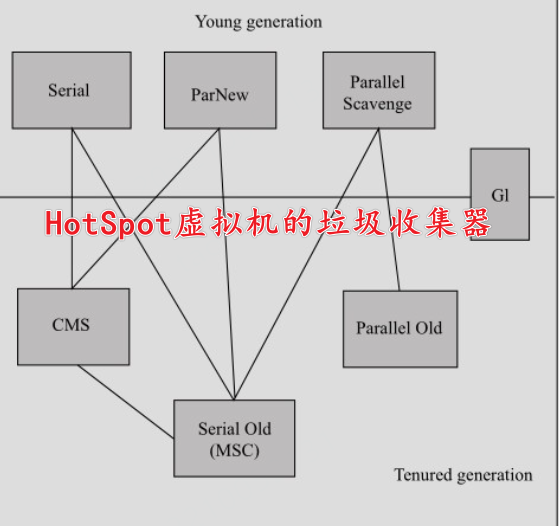 Young generation
Serial
ParNew
Parallel
Scavenge
Gl
HotSpot虚拟机的垃圾收集器
CMS
Parallel Old
Serial Old
(MSC)
Tenured generation